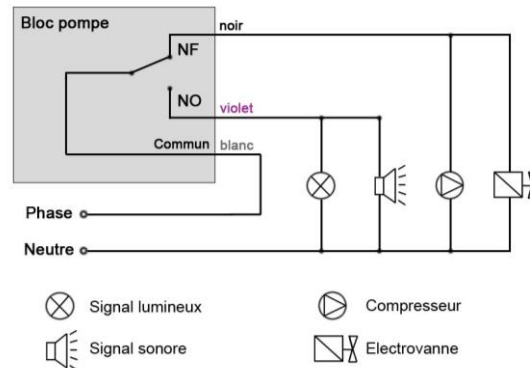 Bloc pompe
noir
NF
NO
violet
Commun
blanc
Phase
Neutre
Signal lumineux
Compresseur
Signal sonore
Electrovanne